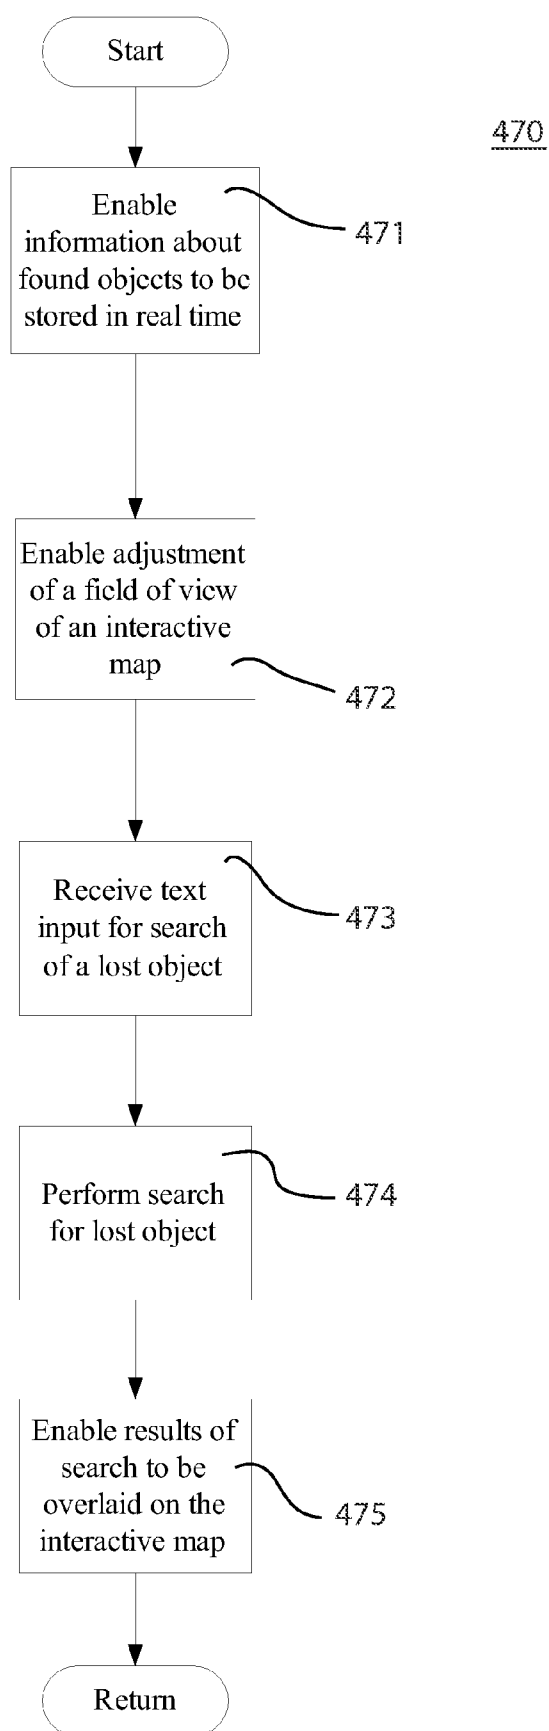 Start
470
Enable
information about
found objects to be
stored in real time
471
Enable adjustment
of a field of view
of an interactive
map
472
Receive text
input for search
of a lost object
473
Perform search
for lost object
474
Enable results of
search to be
overlaid on the
interactive map
475
Return